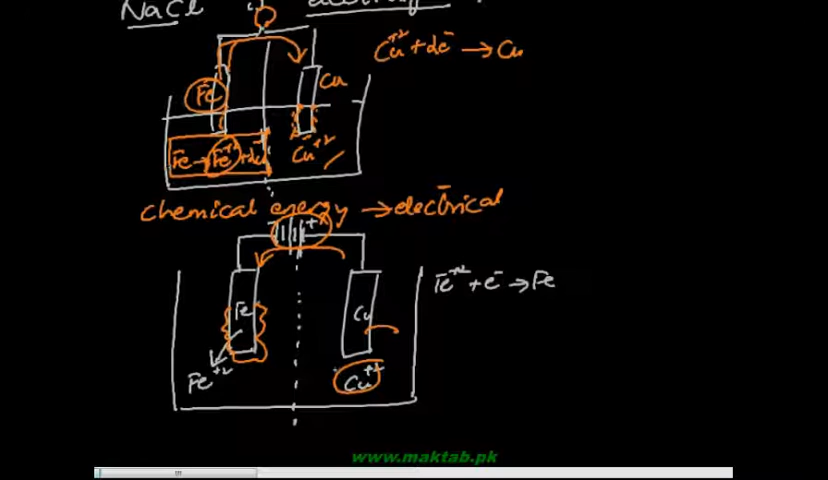 NaCl
Cu+2 + 2e- → Cu
Fe
Cu
Fe → Fe+2 + 2e-
Cu+2
chemical energy → electrical
+
Fe
Cu
Fe+2 + e- → Fe
Fe+2
Cu+2
www.maktab.pk